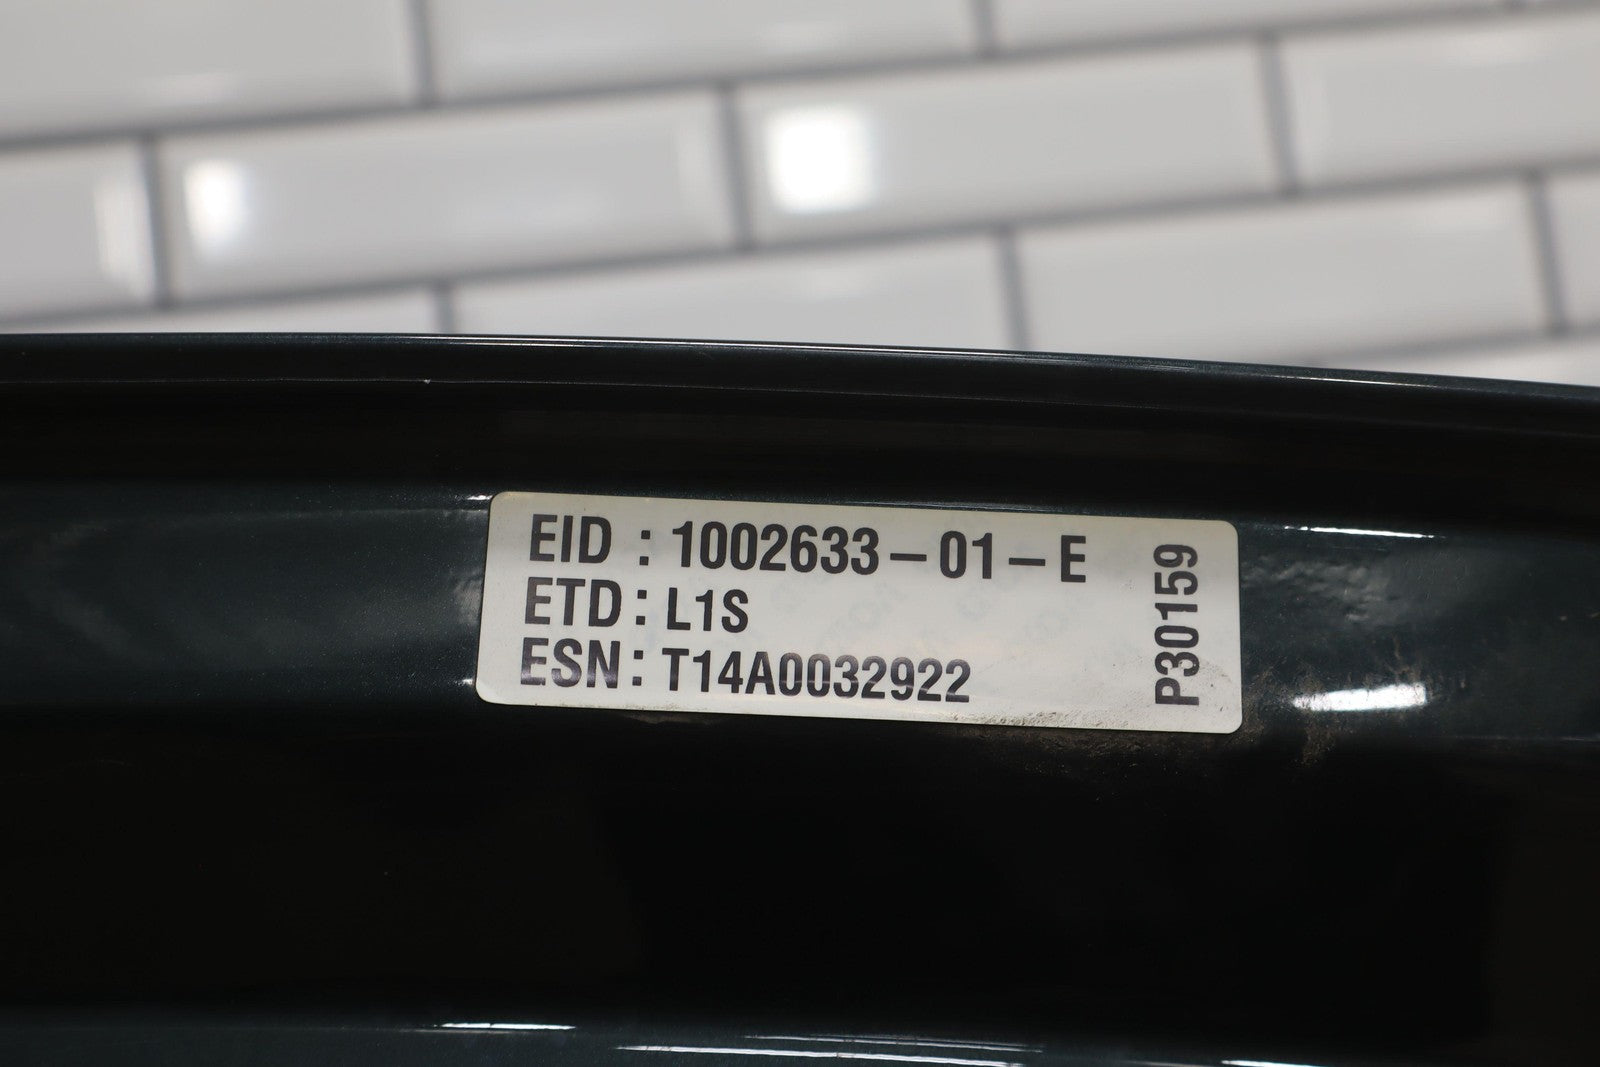 EID : 1002633-01-E
ETD : L1S
ESN : T14A0032922
P30159